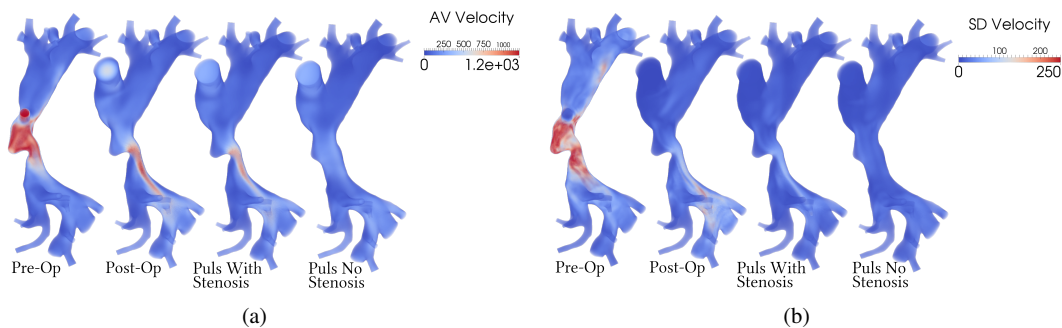 AV Velocity
250 500 750 1000
0 1.2e+03
Pre-Op
Post-Op
Puls With
Stenosis
Puls No
Stenosis
(a)
SD Velocity
100 200
0 250
Pre-Op
Post-Op
Puls With
Stenosis
Puls No
Stenosis
(b)